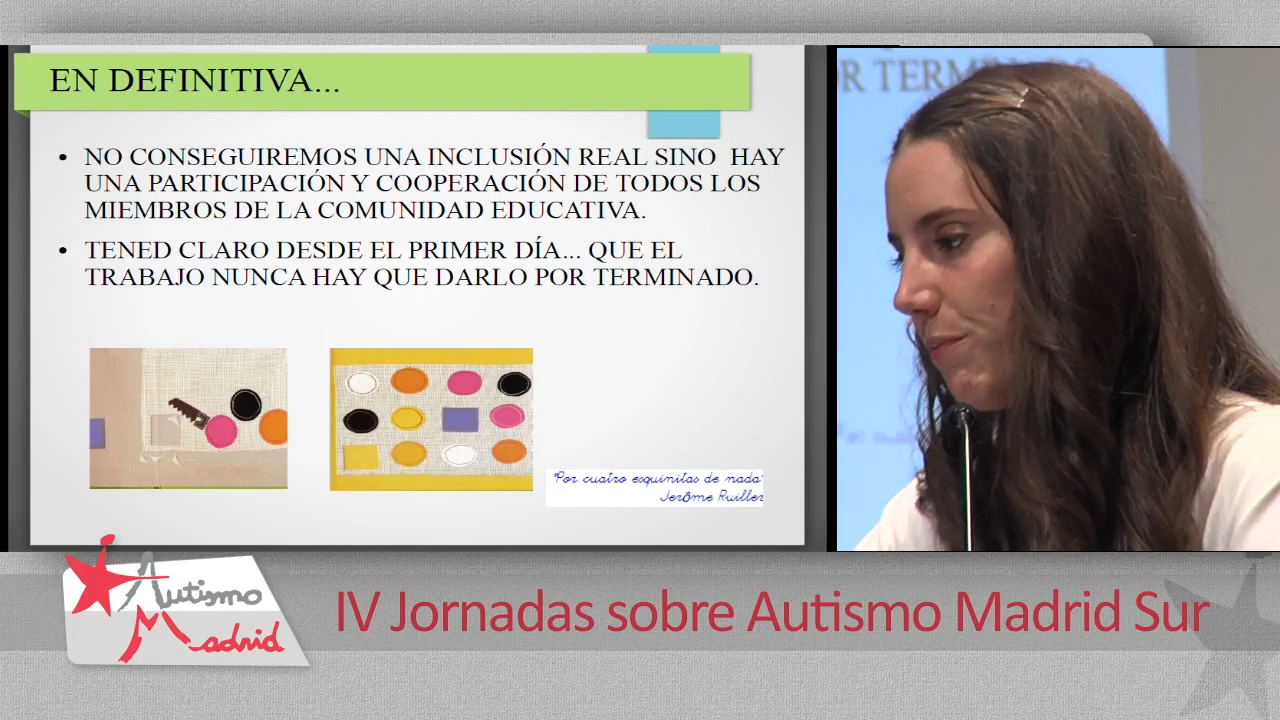 EN DEFINITIVA...
• NO CONSEGUIREMOS UNA INCLUSIÓN REAL SINO HAY
UNA PARTICIPACIÓN Y COOPERACIÓN DE TODOS LOS
MIEMBROS DE LA COMUNIDAD EDUCATIVA.
• TENED CLARO DESDE EL PRIMER DÍA... QUE EL
TRABAJO NUNCA HAY QUE DARLO POR TERMINADO.
"Por cuatro esquinitas de nada"
Jerôme Ruiller
OR TERMINADO
Autismo
Madrid
IV Jornadas sobre Autismo Madrid Sur